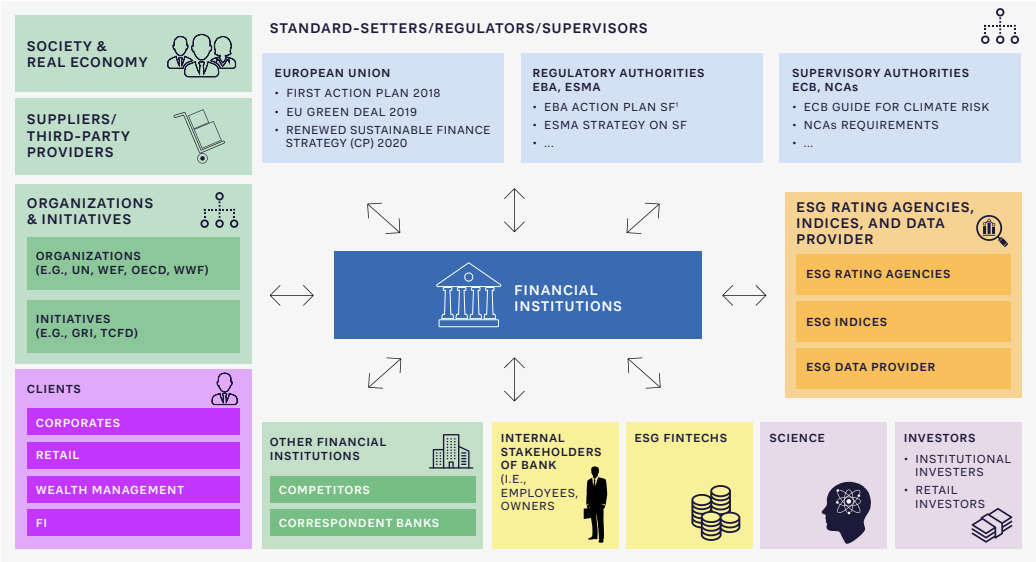 SOCIETY &
REAL ECONOMY
SUPPLIERS/
THIRD-PARTY
PROVIDERS
ORGANIZATIONS
& INITIATIVES
ORGANIZATIONS
(E.G., UN, WEF, OECD, WWF)
INITIATIVES
(E.G., GRI, TCFD)
CLIENTS
CORPORATES
RETAIL
WEALTH MANAGEMENT
FI
STANDARD-SETTERS/REGULATORS/SUPERVISORS
EUROPEAN UNION
• FIRST ACTION PLAN 2018
• EU GREEN DEAL 2019
• RENEWED SUSTAINABLE FINANCE
STRATEGY (CP) 2020
REGULATORY AUTHORITIES
EBA, ESMA
• EBA ACTION PLAN SF¹
• ESMA STRATEGY ON SF
• ...
SUPERVISORY AUTHORITIES
ECB, NCAs
• ECB GUIDE FOR CLIMATE RISK
• NCAs REQUIREMENTS
• ...
FINANCIAL
INSTITUTIONS
ESG RATING AGENCIES,
INDICES, AND DATA
PROVIDER
ESG RATING AGENCIES
ESG INDICES
ESG DATA PROVIDER
OTHER FINANCIAL
INSTITUTIONS
COMPETITORS
CORRESPONDENT BANKS
INTERNAL
STAKEHOLDERS
OF BANK
(I.E.,
EMPLOYEES,
OWNERS
ESG FINTECHS
SCIENCE
INVESTORS
• INSTITUTIONAL
INVESTERS
• RETAIL
INVESTORS